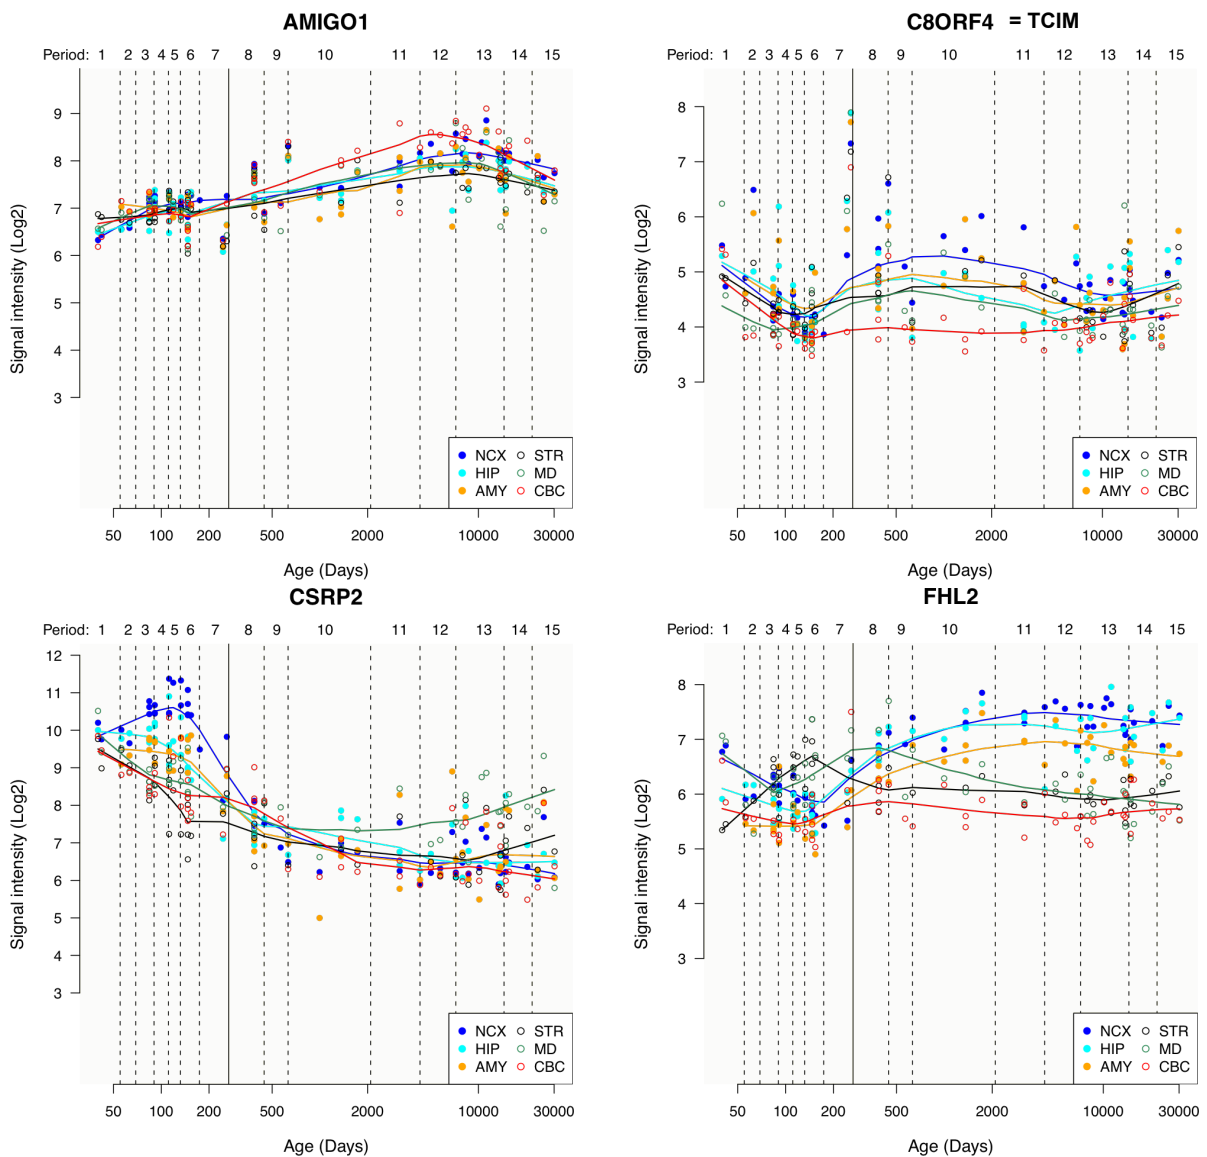 AMIGO1
Period: 1 2 3 4 5 6 7 8 9 10 11 12 13 14 15
Signal intensity (Log2)
9
8
7
6
5
4
3
NCX STR
HIP MD
AMY CBC
50 100 200 500 2000 10000 30000
Age (Days)
C8ORF4 = TCIM
Period: 1 2 3 4 5 6 7 8 9 10 11 12 13 14 15
Signal intensity (Log2)
8
7
6
5
4
3
NCX STR
HIP MD
AMY CBC
50 100 200 500 2000 10000 30000
Age (Days)
CSRP2
Period: 1 2 3 4 5 6 7 8 9 10 11 12 13 14 15
Signal intensity (Log2)
12
11
10
9
8
7
6
5
4
3
NCX STR
HIP MD
AMY CBC
50 100 200 500 2000 10000 30000
Age (Days)
FHL2
Period: 1 2 3 4 5 6 7 8 9 10 11 12 13 14 15
Signal intensity (Log2)
8
7
6
5
4
3
NCX STR
HIP MD
AMY CBC
50 100 200 500 2000 10000 30000
Age (Days)